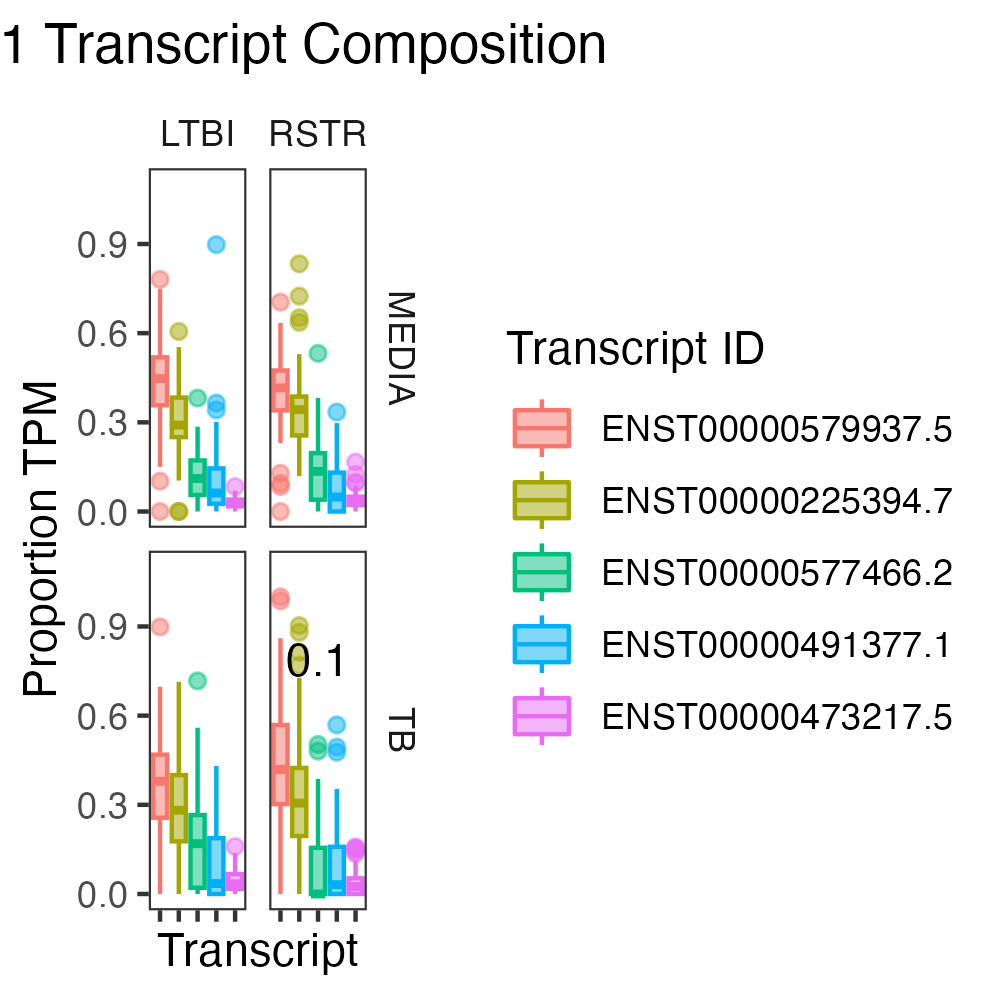 1 Transcript Composition
LTBI RSTR
0.9
0.6
0.3
0.0
MEDIA
0.9
0.6
0.3
0.0
0.1
TB
Proportion TPM
Transcript
Transcript ID
ENST00000579937.5
ENST00000225394.7
ENST00000577466.2
ENST00000491377.1
ENST00000473217.5